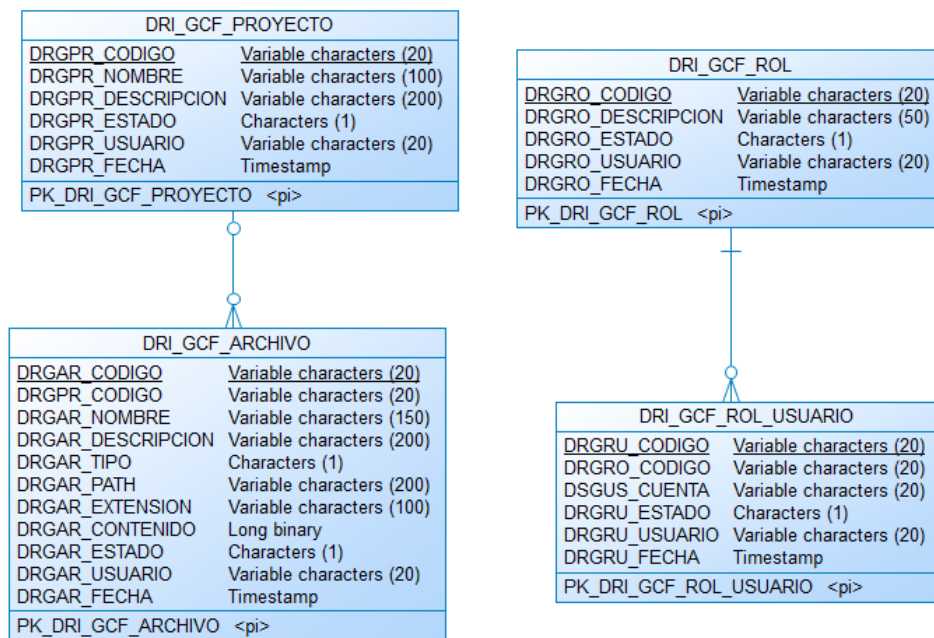 DRI_GCF_PROYECTO
DRGPR_CODIGO Variable characters (20)
DRGPR_NOMBRE Variable characters (100)
DRGPR_DESCRIPCION Variable characters (200)
DRGPR_ESTADO Characters (1)
DRGPR_USUARIO Variable characters (20)
DRGPR_FECHA Timestamp
PK_DRI_GCF_PROYECTO <pi>
DRI_GCF_ROL
DRGRO_CODIGO Variable characters (20)
DRGRO_DESCRIPCION Variable characters (50)
DRGRO_ESTADO Characters (1)
DRGRO_USUARIO Variable characters (20)
DRGRO_FECHA Timestamp
PK_DRI_GCF_ROL <pi>
DRI_GCF_ARCHIVO
DRGAR_CODIGO Variable characters (20)
DRGPR_CODIGO Variable characters (20)
DRGAR_NOMBRE Variable characters (150)
DRGAR_DESCRIPCION Variable characters (200)
DRGAR_TIPO Characters (1)
DRGAR_PATH Variable characters (200)
DRGAR_EXTENSION Variable characters (100)
DRGAR_CONTENIDO Long binary
DRGAR_ESTADO Characters (1)
DRGAR_USUARIO Variable characters (20)
DRGAR_FECHA Timestamp
PK_DRI_GCF_ARCHIVO <pi>
DRI_GCF_ROL_USUARIO
DRGRU_CODIGO Variable characters (20)
DRGRO_CODIGO Variable characters (20)
DSGUS_CUENTA Variable characters (20)
DRGRU_ESTADO Characters (1)
DRGRU_USUARIO Variable characters (20)
DRGRU_FECHA Timestamp
PK_DRI_GCF_ROL_USUARIO <pi>